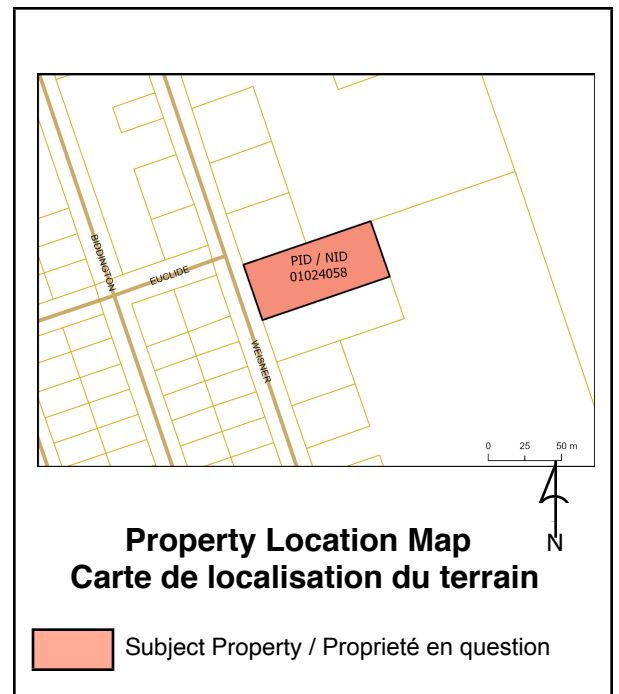 BIDDINGTON
EUCLIDE
WEISNER
PID / NID
01024058
0 25 50 m
N
Property Location Map
Carte de localisation du terrain
Subject Property / Proprieté en question